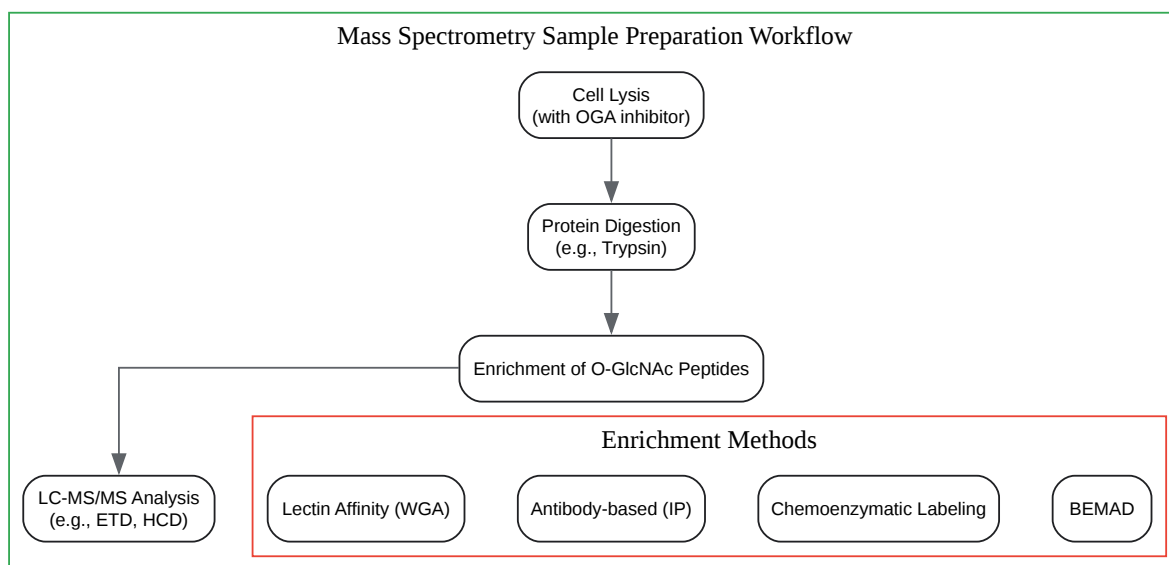 Mass Spectrometry Sample Preparation Workflow
Cell Lysis
(with OGA inhibitor)
Protein Digestion
(e.g., Trypsin)
Enrichment of O-GlcNAc Peptides
Enrichment Methods
LC-MS/MS Analysis
(e.g., ETD, HCD)
Lectin Affinity (WGA)
Antibody-based (IP)
Chemoenzymatic Labeling
BEMAD